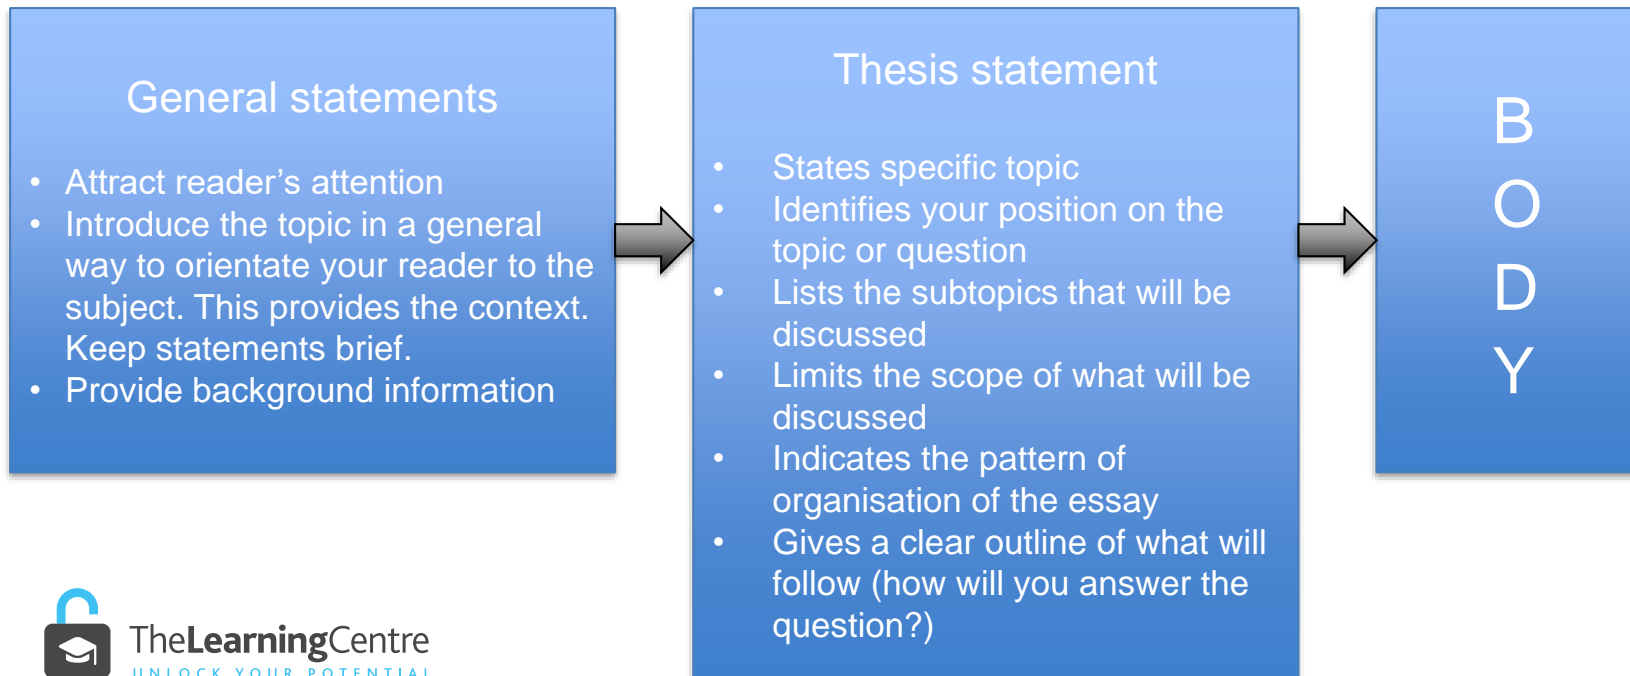 General statements
• Attract reader’s attention
• Introduce the topic in a general
way to orientate your reader to the
subject. This provides the context.
Keep statements brief.
• Provide background information
Thesis statement
• States specific topic
• Identifies your position on the
topic or question
• Lists the subtopics that will be
discussed
• Limits the scope of what will be
discussed
• Indicates the pattern of
organisation of the essay
• Gives a clear outline of what will
follow (how will you answer the
question?)
B
O
D
Y
TheLearningCentre
UNLOCK YOUR POTENTIAL